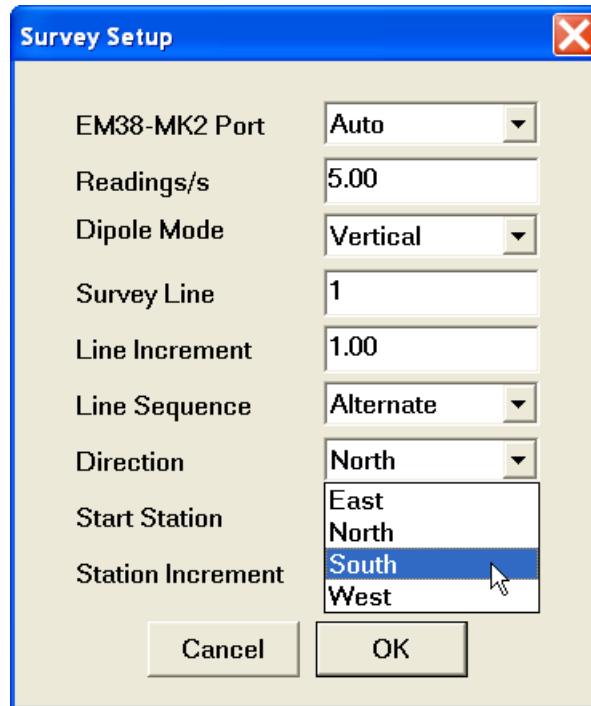 Survey Setup
EM38-MK2 Port Auto
Readings/s 5.00
Dipole Mode Vertical
Survey Line 1
Line Increment 1.00
Line Sequence Alternate
Direction North
East
Start Station North
South
Station Increment West
Cancel OK